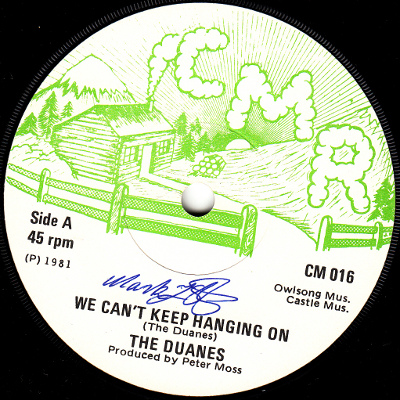 CMR
Side A
45 rpm
(P) 1981
CM 016
Owlsong Mus.
Castle Mus.
WE CAN'T KEEP HANGING ON
(The Duanes)
THE DUANES
Produced by Peter Moss